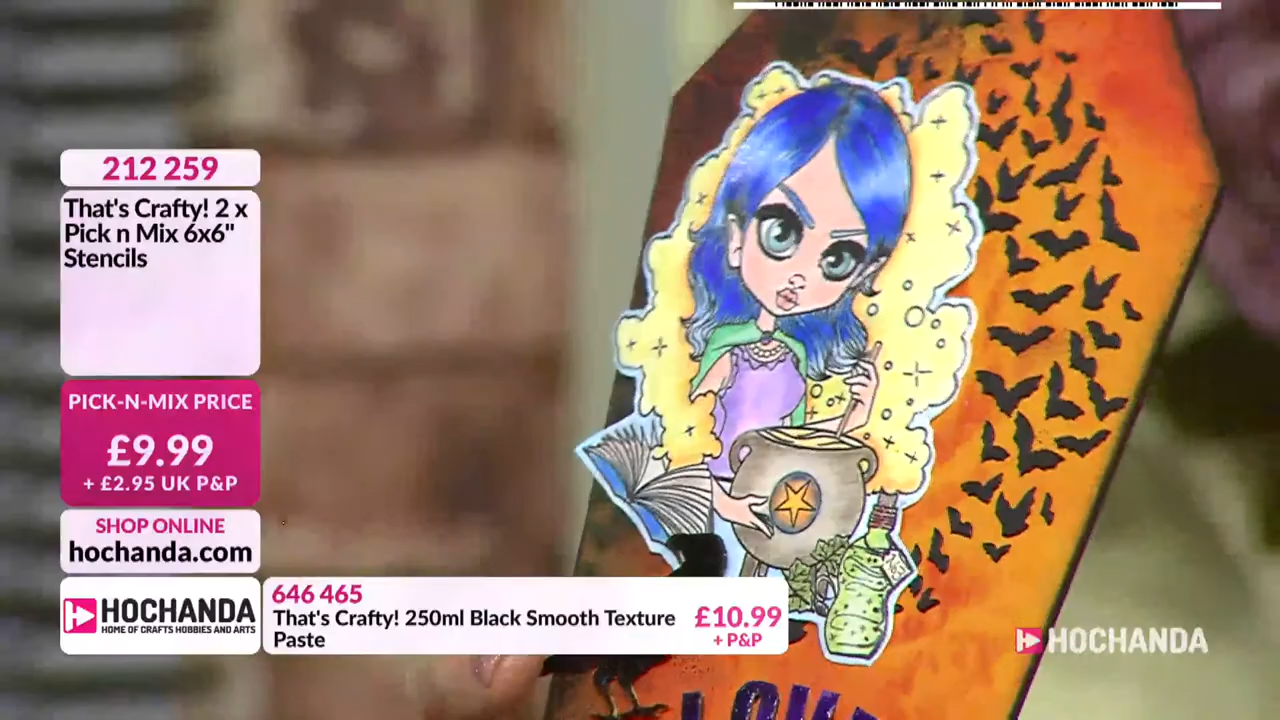 212 259
That's Crafty! 2 x
Pick n Mix 6x6"
Stencils
PICK-N-MIX PRICE
£9.99
+ £2.95 UK P&P
SHOP ONLINE
hochanda.com
HOCHANDA
HOME OF CRAFTS HOBBIES AND ARTS
646 465
That's Crafty! 250ml Black Smooth Texture
Paste
£10.99
+ P&P
HOCHANDA